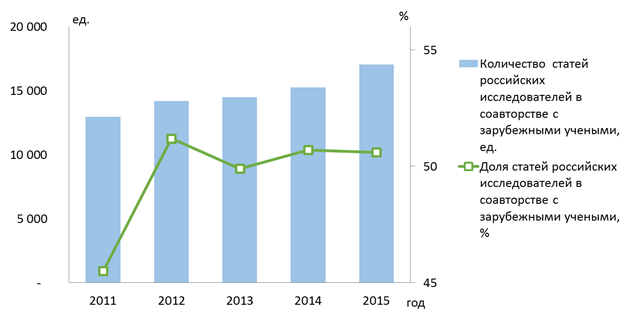 ед.
%
20 000
15 000
10 000
5 000
-
55
50
45
2011 2012 2013 2014 2015 год
Количество статей
российских
исследователей в
соавторстве с
зарубежными учеными,
ед.
Доля статей российских
исследователей в
соавторстве с
зарубежными учеными,
%